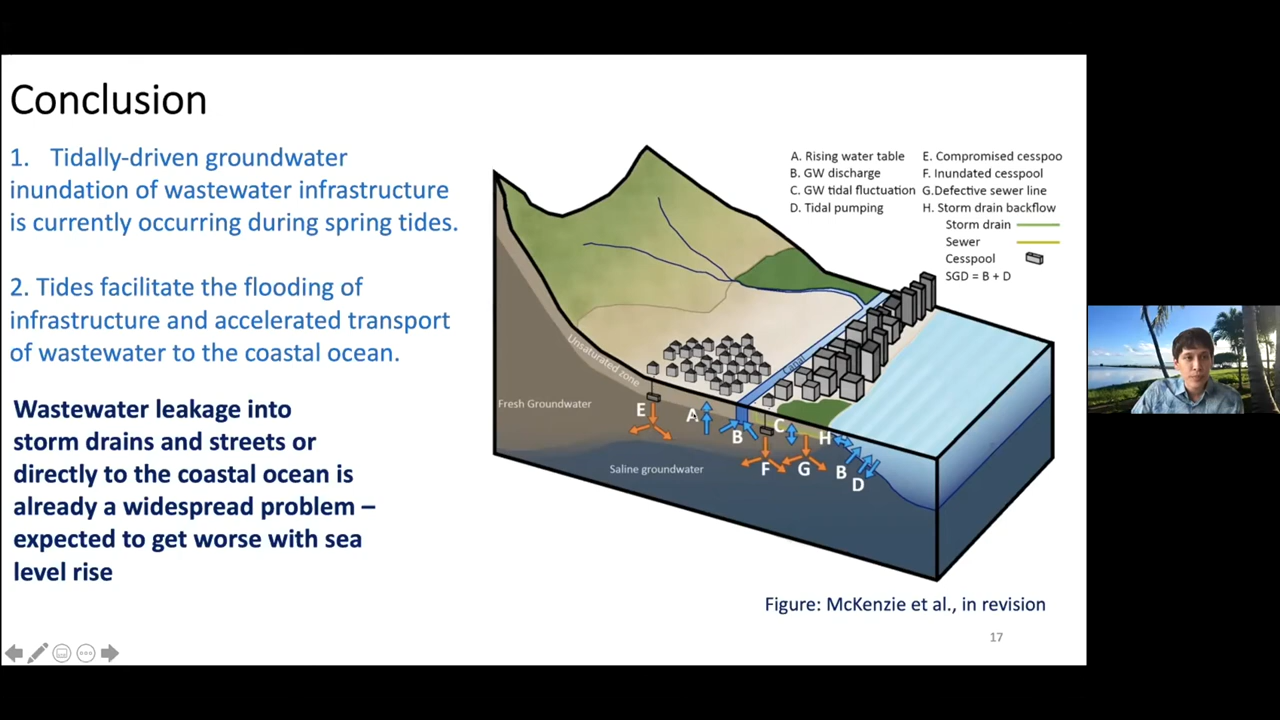 Conclusion
1. Tidally-driven groundwater
inundation of wastewater infrastructure
is currently occurring during spring tides.
2. Tides facilitate the flooding of
infrastructure and accelerated transport
of wastewater to the coastal ocean.
Wastewater leakage into
storm drains and streets or
directly to the coastal ocean is
already a widespread problem –
expected to get worse with sea
level rise
A. Rising water table
B. GW discharge
C. GW tidal fluctuation
D. Tidal pumping
E. Compromised cesspoo
F. Inundated cesspool
G.Defective sewer line
H. Storm drain backflow
Storm drain
Sewer
Cesspool
SGD = B + D
Unsaturated zone
Canal
Fresh Groundwater
E
A
B
C
H
F
G
B
D
Saline groundwater
Figure: McKenzie et al., in revision
17